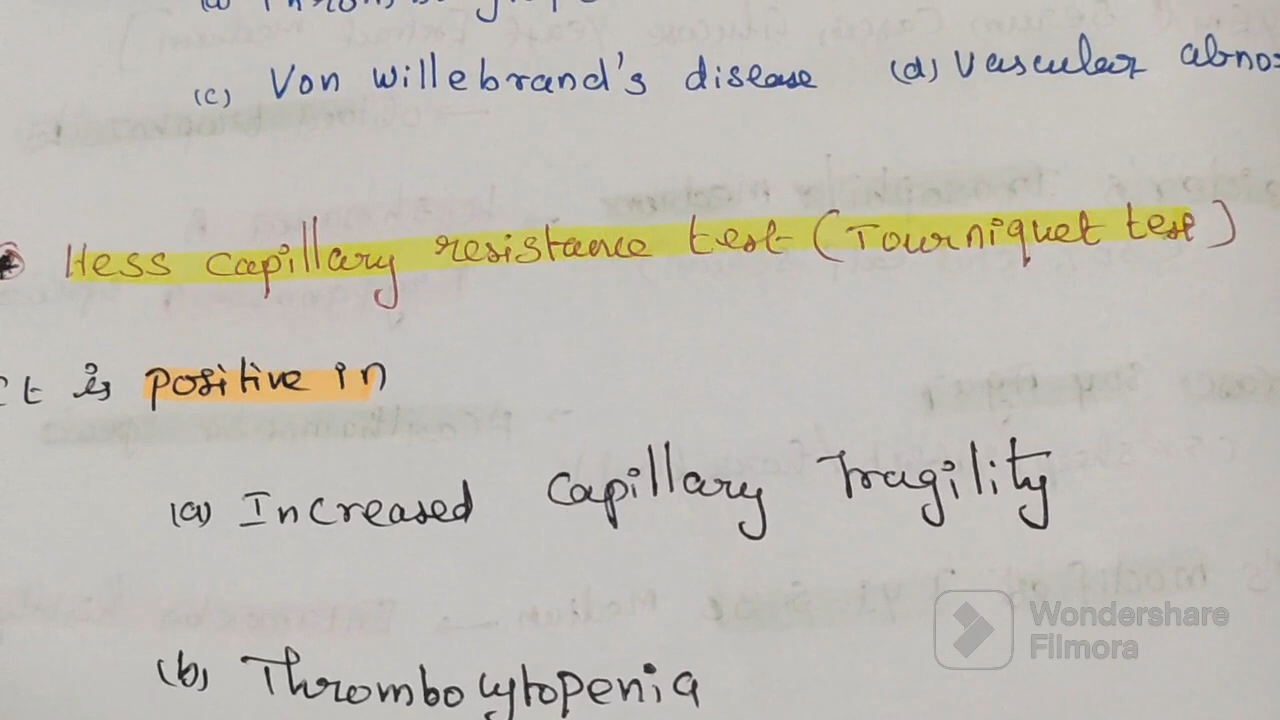 (c) Von willebrand's disease (d) Vascular abno
Hess capillary resistance test (Tourniquet test)
It is positive in
(a) Increased capillary fragility
(b) Thrombocytopenia
Wondershare
Filmora